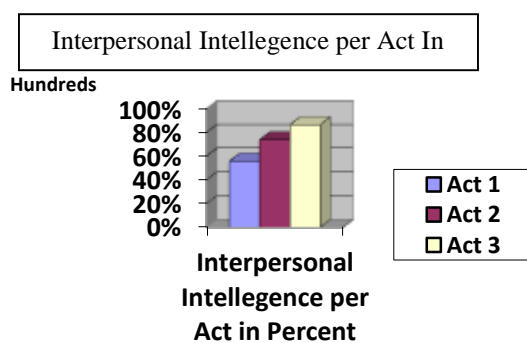 Interpersonal Intellegence per Act In
Hundreds
100%
80%
60%
40%
20%
0%
Act 1
Act 2
Act 3
Interpersonal
Intellegence per
Act in Percent